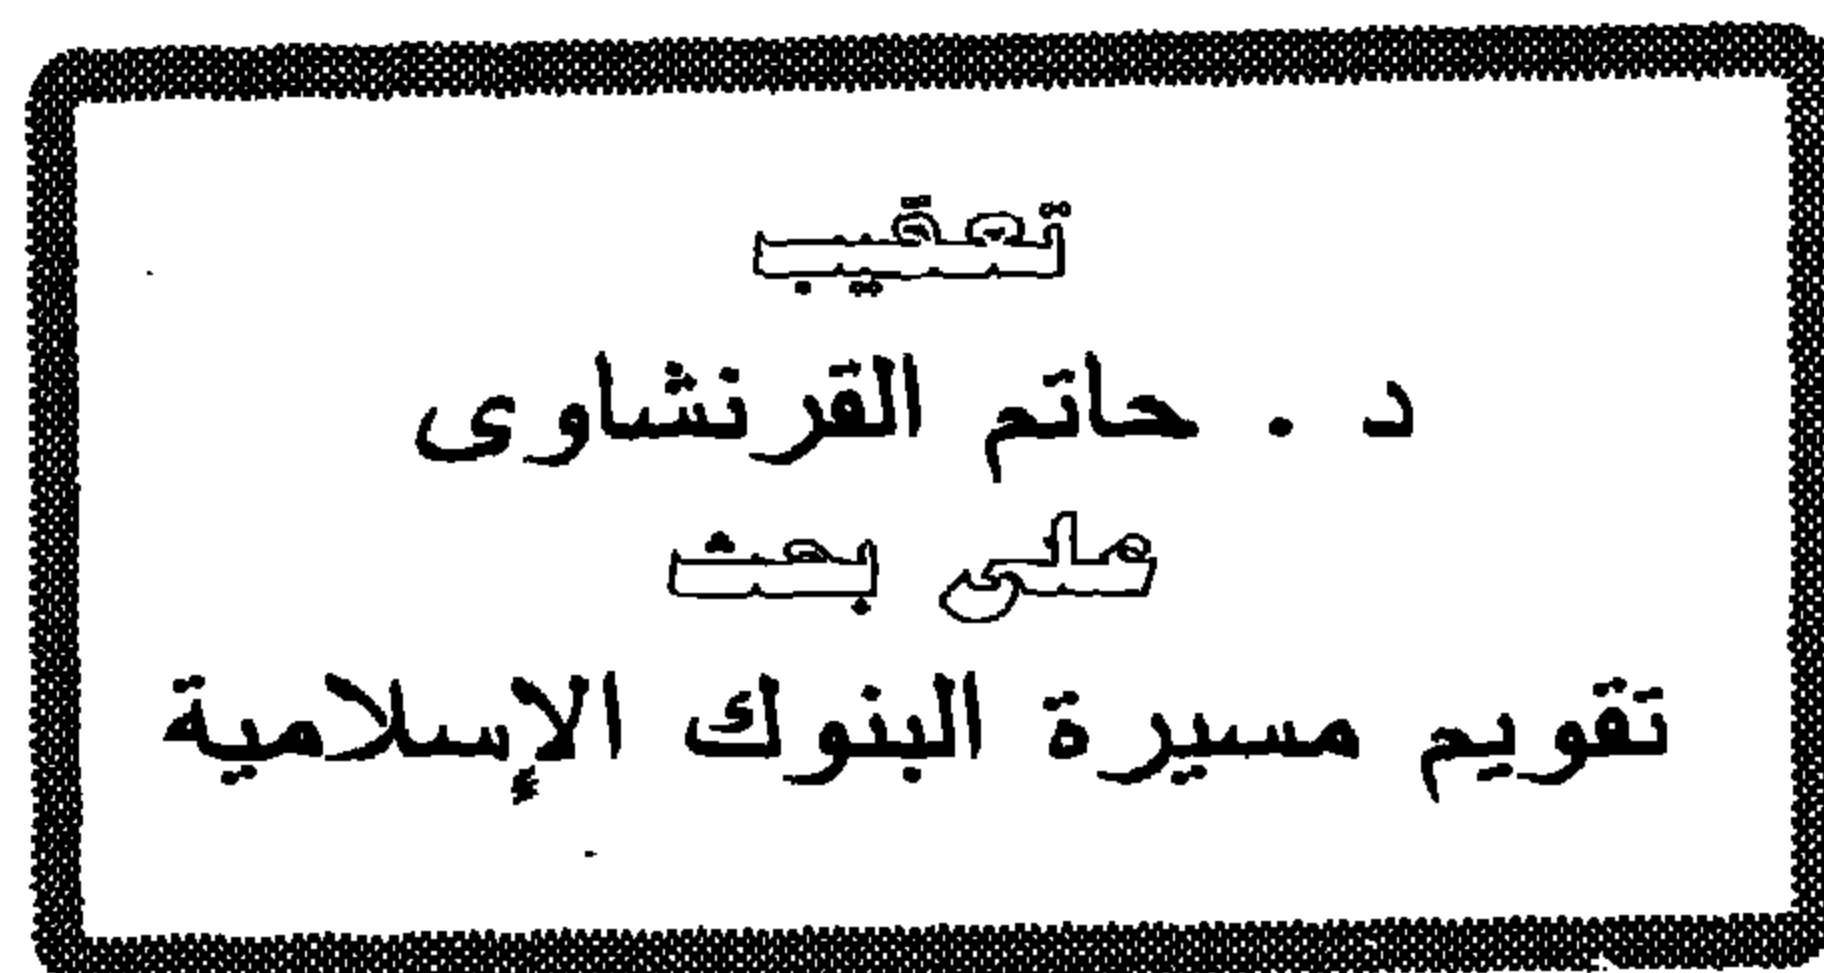 تعقيب
د . حاتم القرنشاوى
على بحث
تقويم مسيرة البنوك الإسلامية